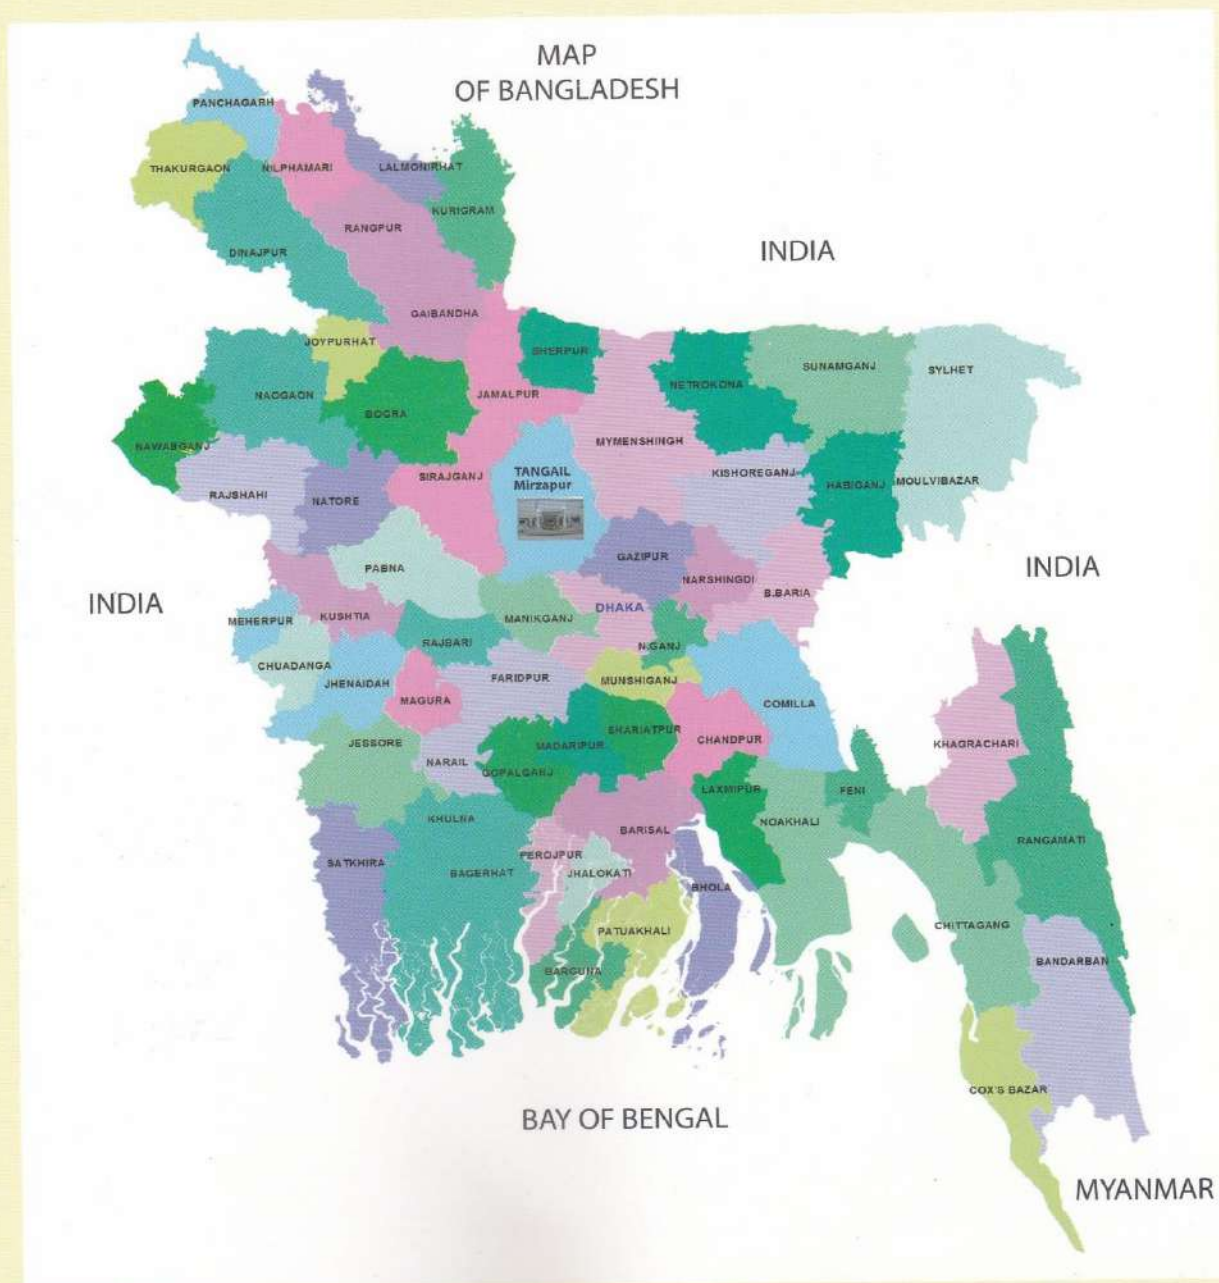 MAP
OF BANGLADESH
PANCHAGARH
THAKURGAON
NILPHAMARI
LALMONIRHAT
KURIGRAM
RANGPUR
DINAJPUR
INDIA
GAIBANDHA
JOYPURHAT
SHERPUR
SUNAMGANJ
SYLHET
NETROKONA
NAOGAON
JAMALPUR
BOGRA
MYMENSHINGH
NAWABGANJ
TANGAIL
Mirzapur
KISHOREGANJ
SIRAJGANJ
HABIGANJ
MOULVIBAZAR
RAJSHAHI
NATORE
GAZIPUR
INDIA
PABNA
NARSHINGDI
B.BARIA
INDIA
DHAKA
KUSHTIA
MANIKGANJ
MEHERPUR
RAJBARI
N.GANJ
CHUADANGA
JHENAIDAH
FARIDPUR
MUNSHIGANJ
MAGURA
COMILLA
SHARIATPUR
CHANDPUR
JESSORE
MADARIPUR
KHAGRACHARI
NARAIL
GOPALGANJ
LAXMIPUR
FENI
KHULNA
NOAKHALI
BARISAL
RANGAMATI
PEROJPUR
SATKHIRA
BAGERHAT
JHALOKATI
BHOLA
CHITTAGANG
PATUAKHALI
BANDARBAN
BARGUNA
COX'S BAZAR
BAY OF BENGAL
MYANMAR